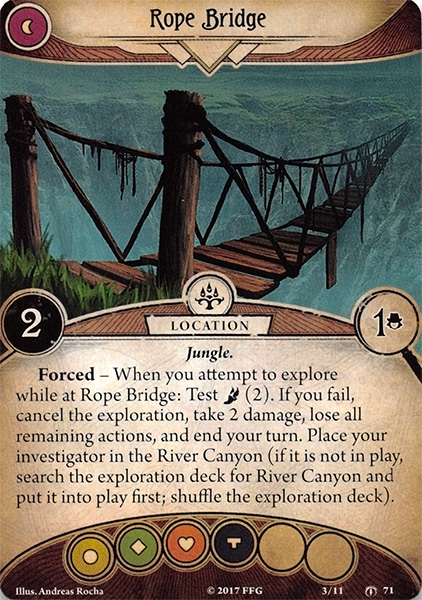 Rope Bridge
2
LOCATION
1
Jungle.
Forced – When you attempt to explore
while at Rope Bridge: Test (2). If you fail,
cancel the exploration, take 2 damage, lose all
remaining actions, and end your turn. Place your
investigator in the River Canyon (if it is not in play,
search the exploration deck for River Canyon and
put it into play first; shuffle the exploration deck).
Illus. Andreas Rocha
© 2017 FFG
3/11
71